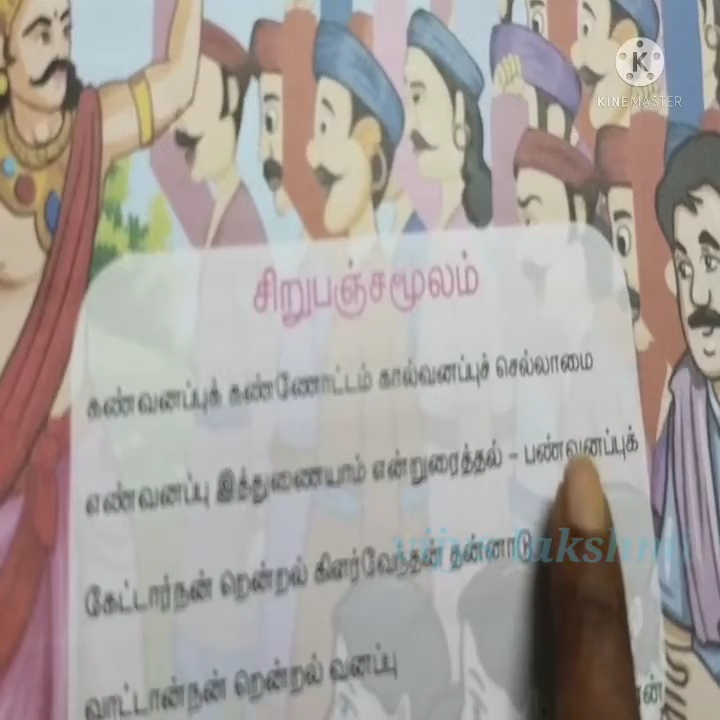 KINEMASTER
சிறுபஞ்சமூலம்
கண்வனப்புக் கண்ணோட்டம் கால்வனப்புச் செல்லாமை
எண்வனப்பு இத்துணையாம் என்றுரைத்தல் – பண்வனப்புக்
கேட்டார்நன் றென்றல் கிளர்வேந்தன் தன்னாடு
வாட்டான்நன் றென்றல் வனப்பு